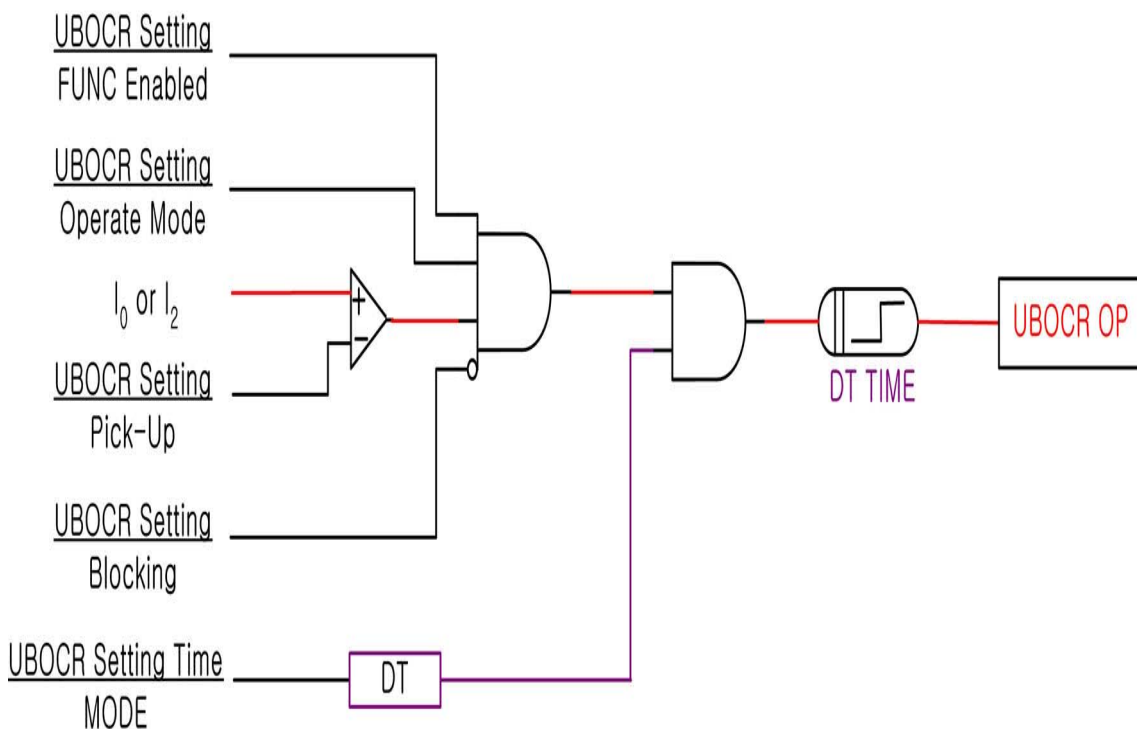 UBOCR Setting
FUNC Enabled
UBOCR Setting
Operate Mode
I₀ or I₂
+
−
UBOCR Setting
Pick-Up
UBOCR Setting
Blocking
UBOCR Setting Time
MODE
DT
DT TIME
UBOCR OP